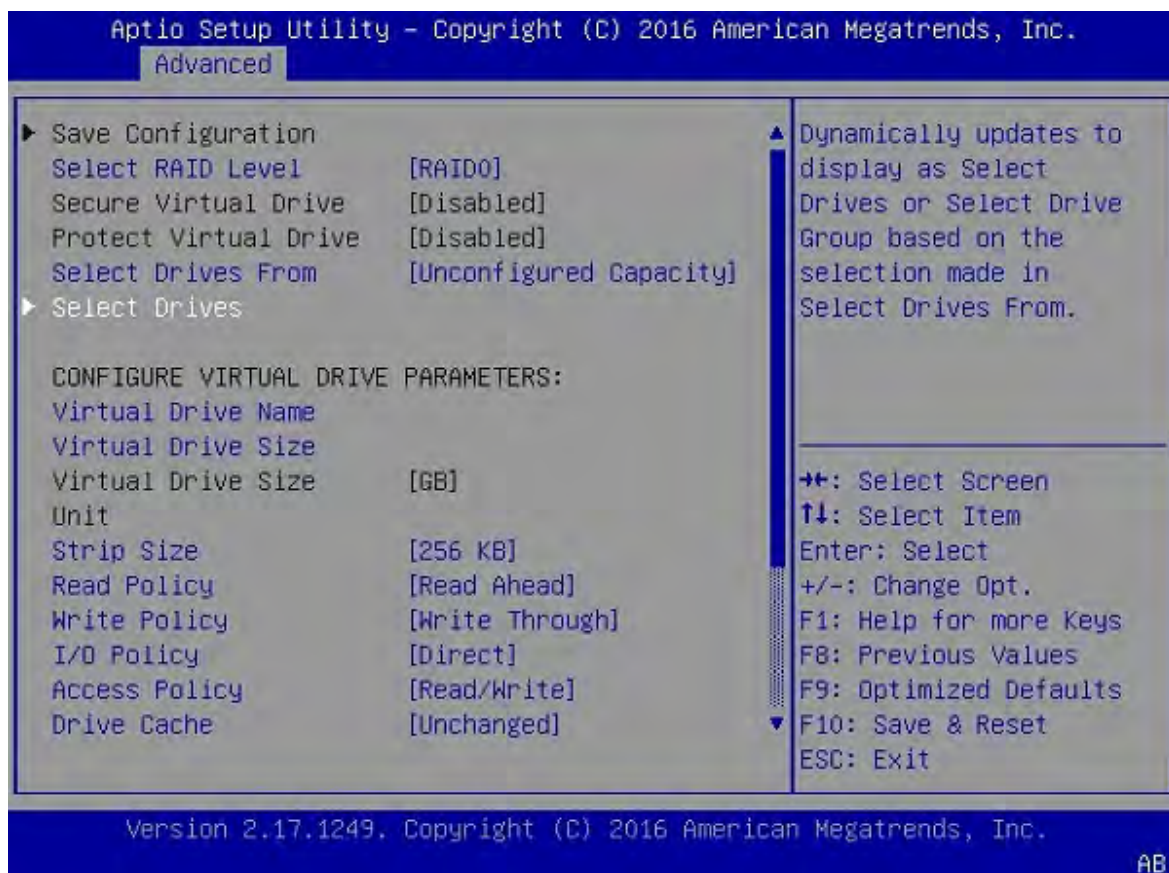 Aptio Setup Utility – Copyright (C) 2016 American Megatrends, Inc.
Advanced
Save Configuration
Select RAID Level [RAID0]
Secure Virtual Drive [Disabled]
Protect Virtual Drive [Disabled]
Select Drives From [Unconfigured Capacity]
Select Drives
CONFIGURE VIRTUAL DRIVE PARAMETERS:
Virtual Drive Name
Virtual Drive Size
Virtual Drive Size [GB]
Unit
Strip Size [256 KB]
Read Policy [Read Ahead]
Write Policy [Write Through]
I/O Policy [Direct]
Access Policy [Read/Write]
Drive Cache [Unchanged]
Dynamically updates to
display as Select
Drives or Select Drive
Group based on the
selection made in
Select Drives From.
→←: Select Screen
↑↓: Select Item
Enter: Select
+/-: Change Opt.
F1: Help for more Keys
F8: Previous Values
F9: Optimized Defaults
F10: Save & Reset
ESC: Exit
Version 2.17.1249. Copyright (C) 2016 American Megatrends, Inc.
AB